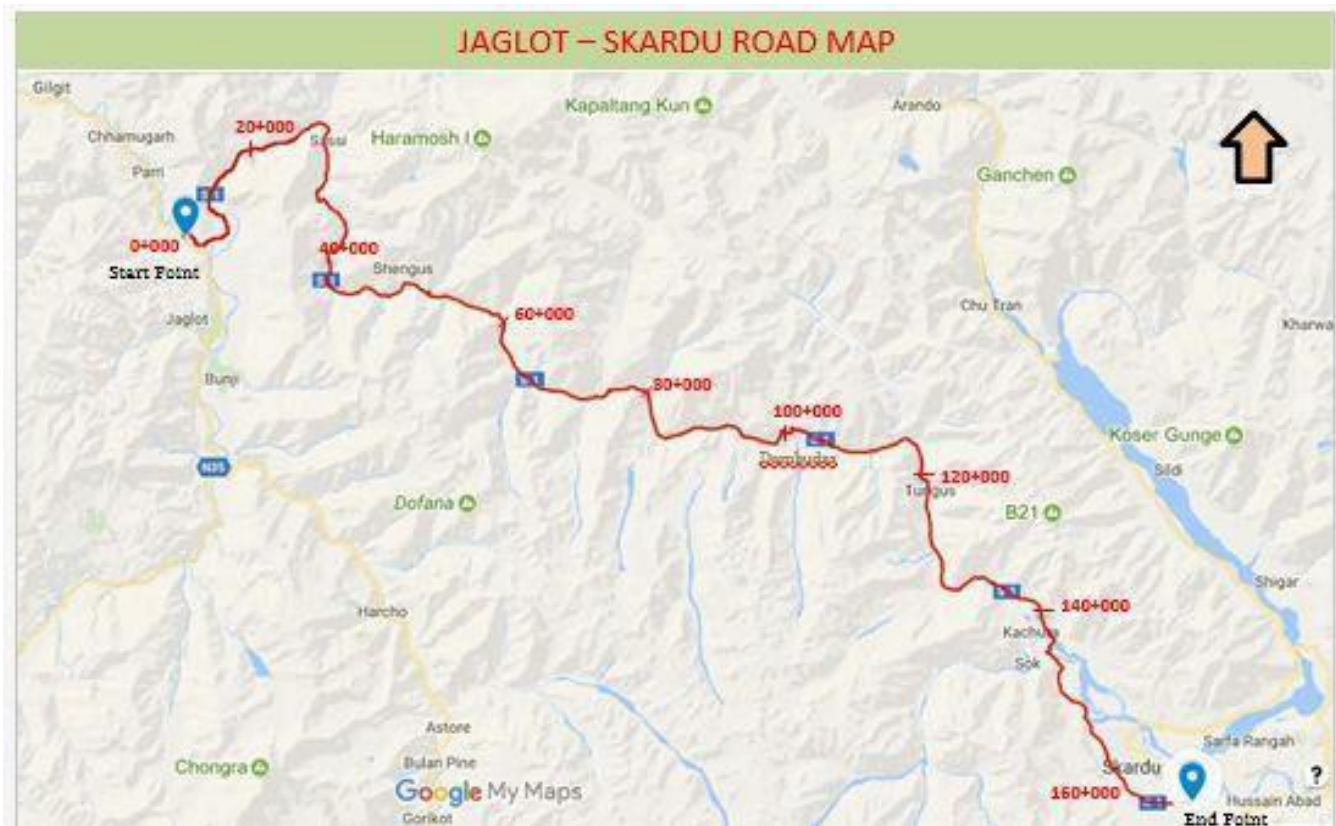 JAGLOT – SKARDU ROAD MAP
Gilgit
Kapaltang Kun
Arando
20+000
Chhamugarh
Sassi
Haramosh I
Parri
Ganchen
0+000
Start Point
40+000
Shengus
Jaglot
60+000
Chu Tran
Kharwa
Bunji
80+000
100+000
Koser Gunge
N35
Sildi
120+000
Tungus
Dofana
B21
Shigar
Harcho
140+000
Kachura
Sok
Astore
Sarfa Rangah
Bulan Pine
Chongra
Skardu
?
Google My Maps
160+000
Hussain Abad
Gorikot
End Point